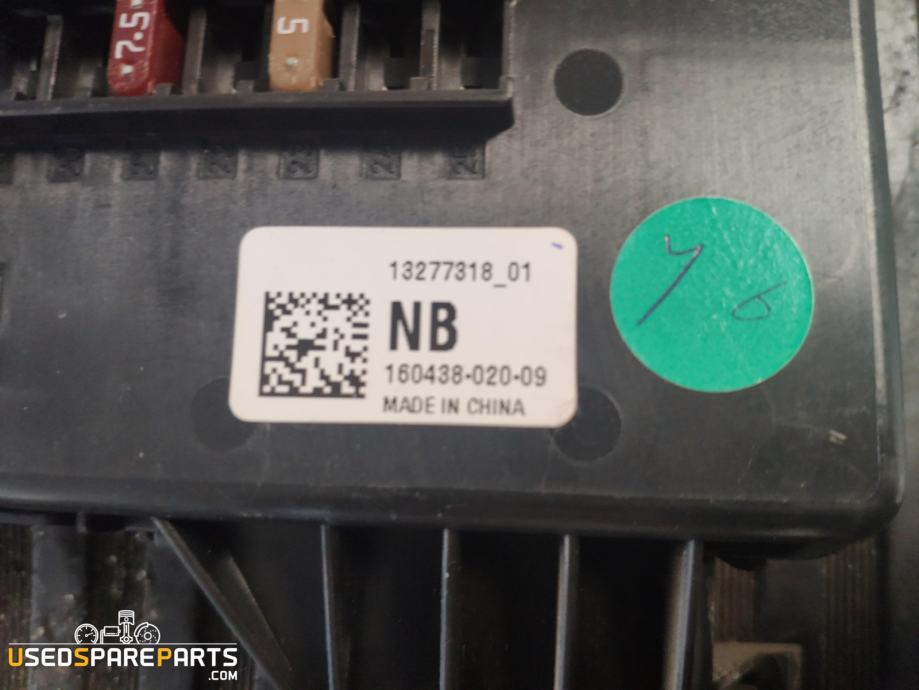 7.5
5
13277318_01
NB
160438-020-09
MADE IN CHINA
USEDSPAREPARTS
.COM